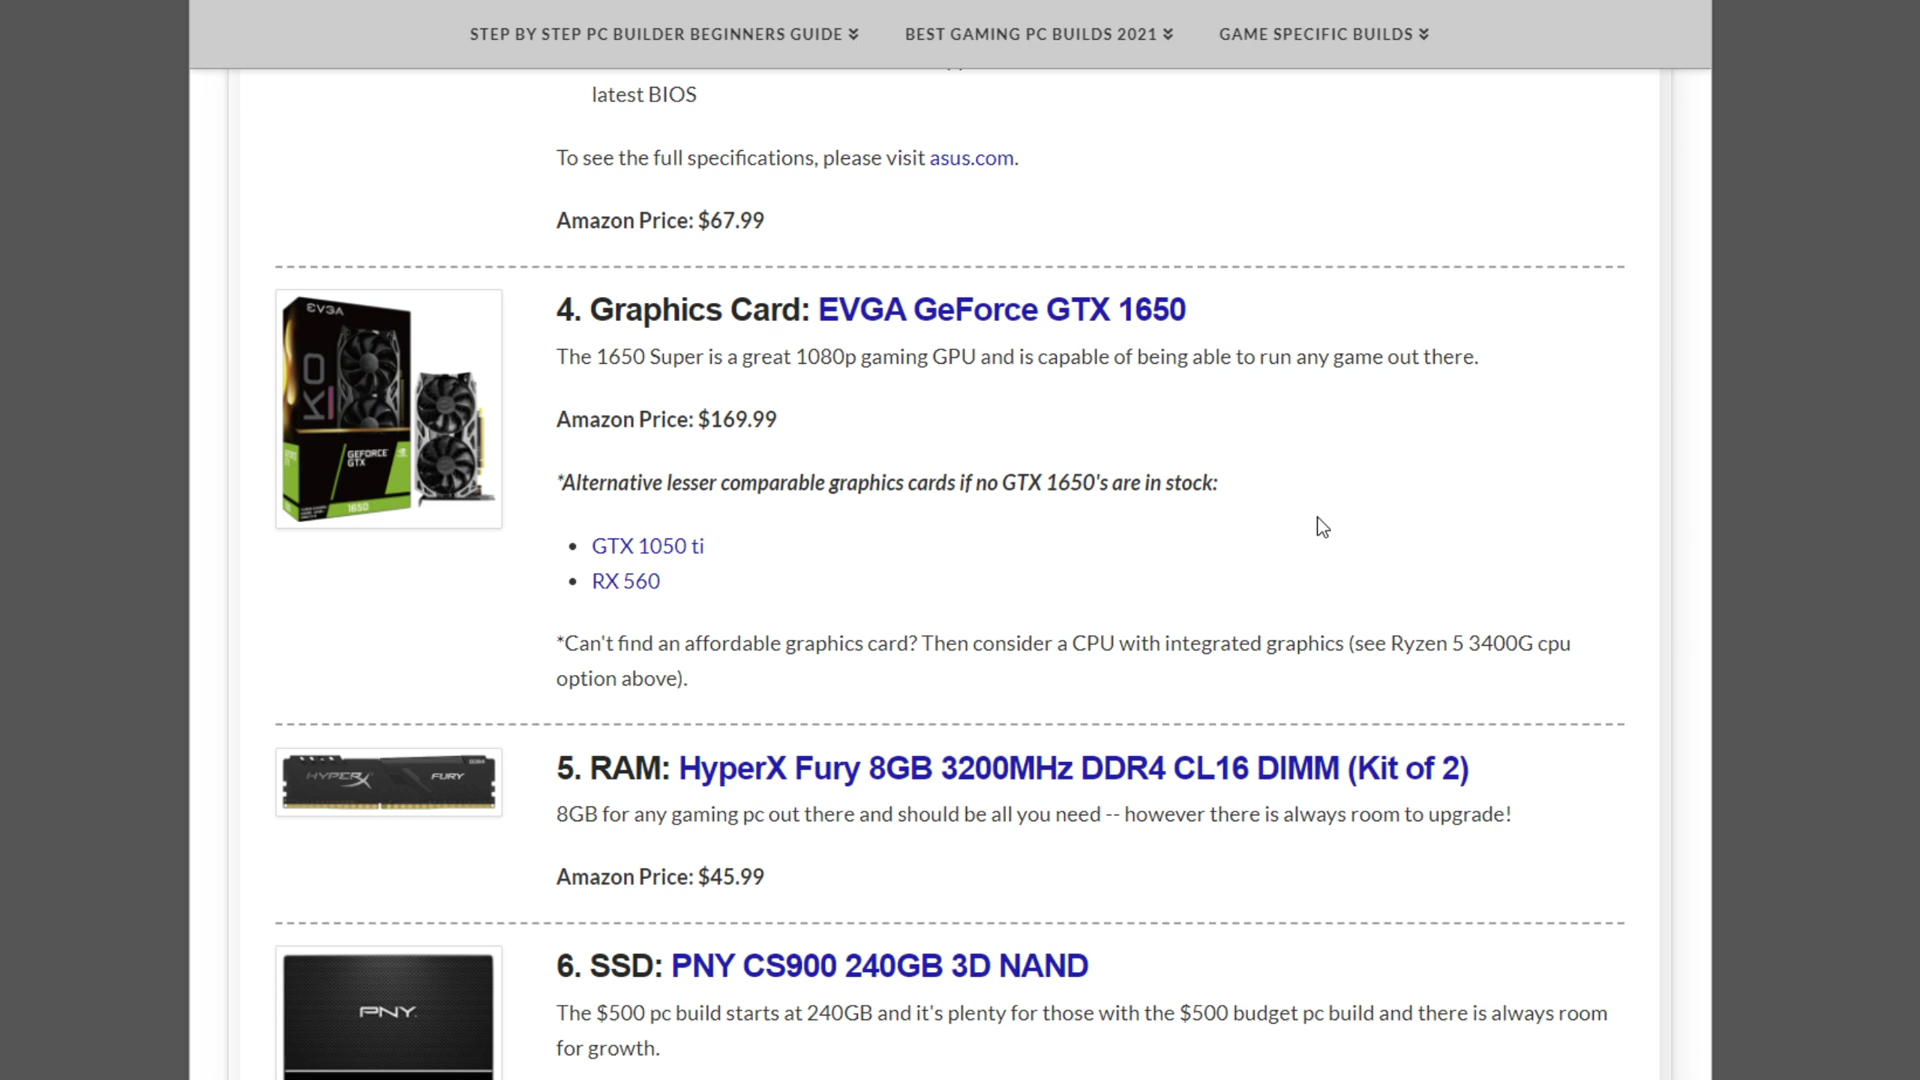 STEP BY STEP PC BUILDER BEGINNERS GUIDE BEST GAMING PC BUILDS 2021 GAME SPECIFIC BUILDS
latest BIOS
To see the full specifications, please visit asus.com.
Amazon Price: $67.99
4. Graphics Card: EVGA GeForce GTX 1650
The 1650 Super is a great 1080p gaming GPU and is capable of being able to run any game out there.
Amazon Price: $169.99
*Alternative lesser comparable graphics cards if no GTX 1650's are in stock:
• GTX 1050 ti
• RX 560
*Can't find an affordable graphics card? Then consider a CPU with integrated graphics (see Ryzen 5 3400G cpu
option above).
EVGA
KO
GEFORCE
GTX
1650
5. RAM: HyperX Fury 8GB 3200MHz DDR4 CL16 DIMM (Kit of 2)
8GB for any gaming pc out there and should be all you need -- however there is always room to upgrade!
Amazon Price: $45.99
HYPERX FURY
6. SSD: PNY CS900 240GB 3D NAND
The $500 pc build starts at 240GB and it's plenty for those with the $500 budget pc build and there is always room
for growth.
PNY